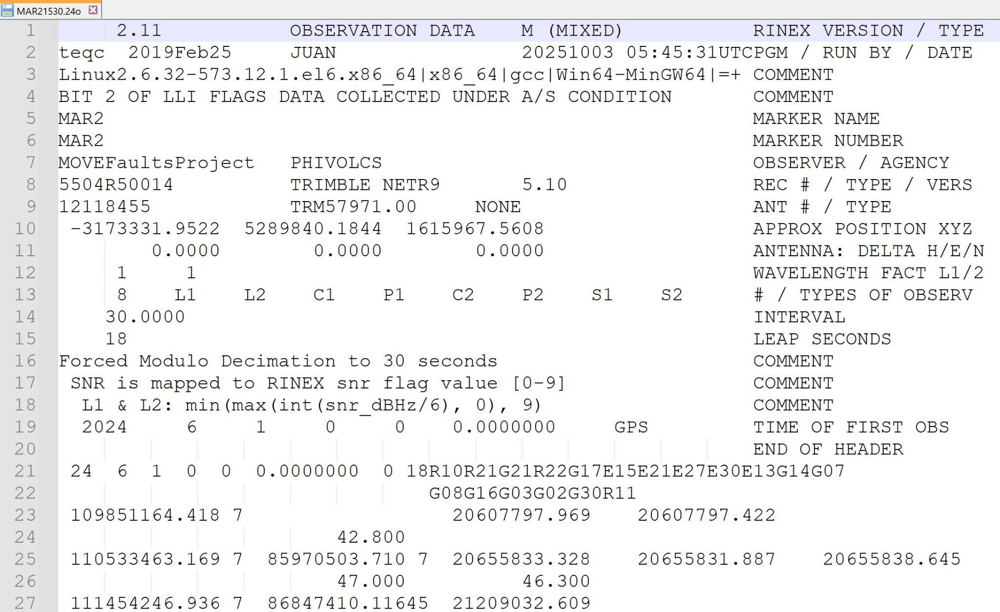 MAR21530.24o
1 2.11 OBSERVATION DATA M (MIXED) RINEX VERSION / TYPE
2 teqc 2019Feb25 JUAN 20251003 05:45:31UTCPGM / RUN BY / DATE
3 Linux2.6.32-573.12.1.el6.x86_64|x86_64|gcc|Win64-MinGW64|=+ COMMENT
4 BIT 2 OF LLI FLAGS DATA COLLECTED UNDER A/S CONDITION COMMENT
5 MAR2 MARKER NAME
6 MAR2 MARKER NUMBER
7 MOVEFaultsProject PHIVOLCS OBSERVER / AGENCY
8 5504R50014 TRIMBLE NETR9 5.10 REC # / TYPE / VERS
9 12118455 TRM57971.00 NONE ANT # / TYPE
10 -3173331.9522 5289840.1844 1615967.5608 APPROX POSITION XYZ
11 0.0000 0.0000 0.0000 ANTENNA: DELTA H/E/N
12 1 1 WAVELENGTH FACT L1/2
13 8 L1 L2 C1 P1 C2 P2 S1 S2 # / TYPES OF OBSERV
14 30.0000 INTERVAL
15 18 LEAP SECONDS
16 Forced Modulo Decimation to 30 seconds COMMENT
17 SNR is mapped to RINEX snr flag value [0-9] COMMENT
18 L1 & L2: min(max(int(snr_dBHz/6), 0), 9) COMMENT
19 2024 6 1 0 0 0.0000000 GPS TIME OF FIRST OBS
20 END OF HEADER
21 24 6 1 0 0 0.0000000 0 18R10R21G21R22G17E15E21E27E30E13G14G07
22 G08G16G03G02G30R11
23 109851164.418 7 20607797.969 20607797.422
24 42.800
25 110533463.169 7 85970503.710 7 20655833.328 20655831.887 20655838.645
26 47.000 46.300
27 111454246.936 7 86847410.11645 21209032.609